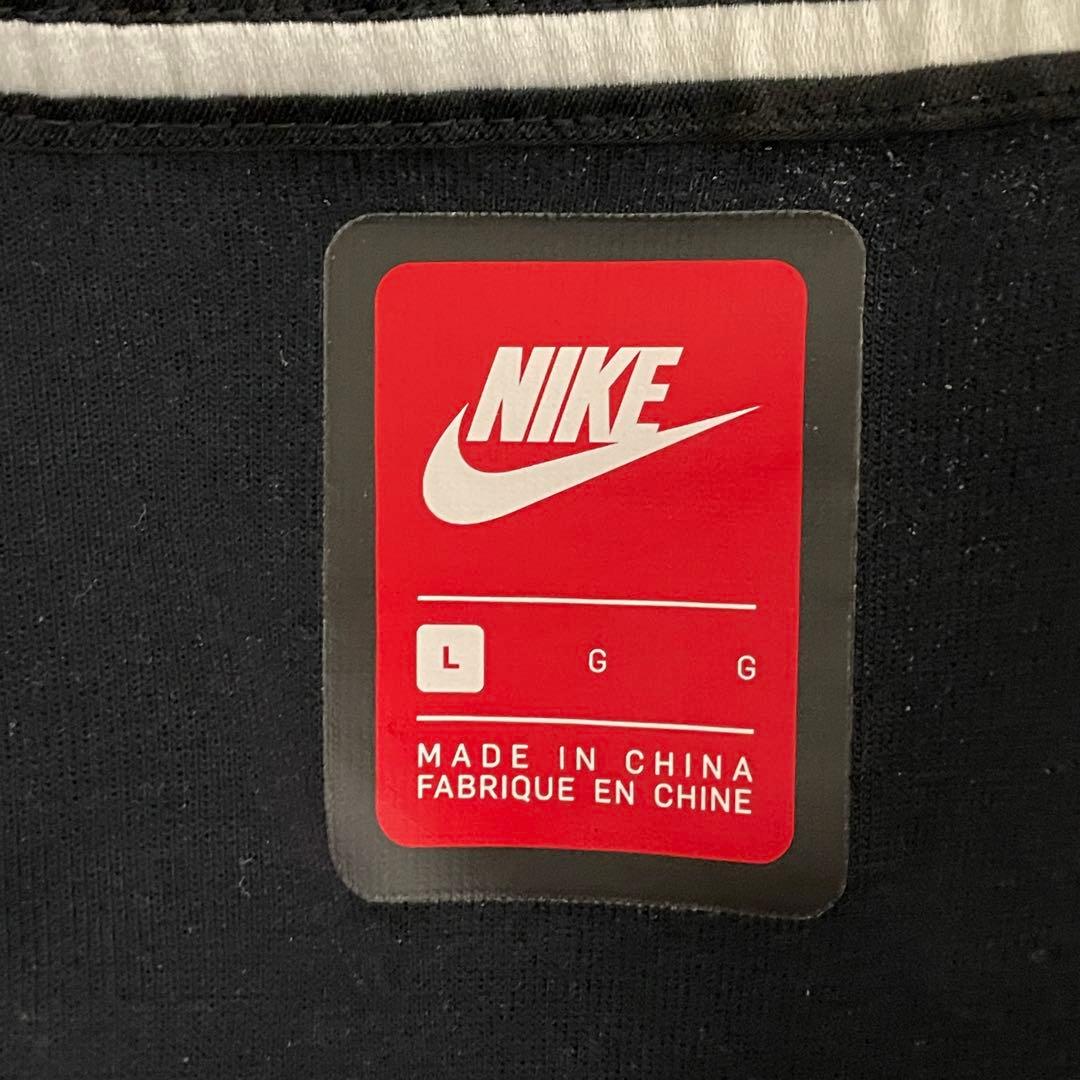 NIKE
L G G
MADE IN CHINA
FABRIQUE EN CHINE